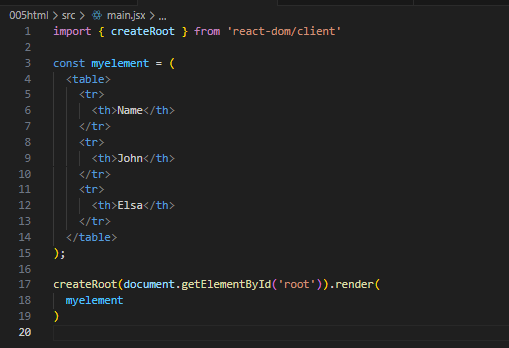 005html > src > main.jsx > ...
1 import { createRoot } from 'react-dom/client'
2
3 const myelement = (
4   <table>
5     <tr>
6       <th>Name</th>
7     </tr>
8     <tr>
9       <th>John</th>
10     </tr>
11     <tr>
12       <th>Elsa</th>
13     </tr>
14   </table>
15 );
16
17 createRoot(document.getElementById('root')).render(
18   myelement
19 )
20